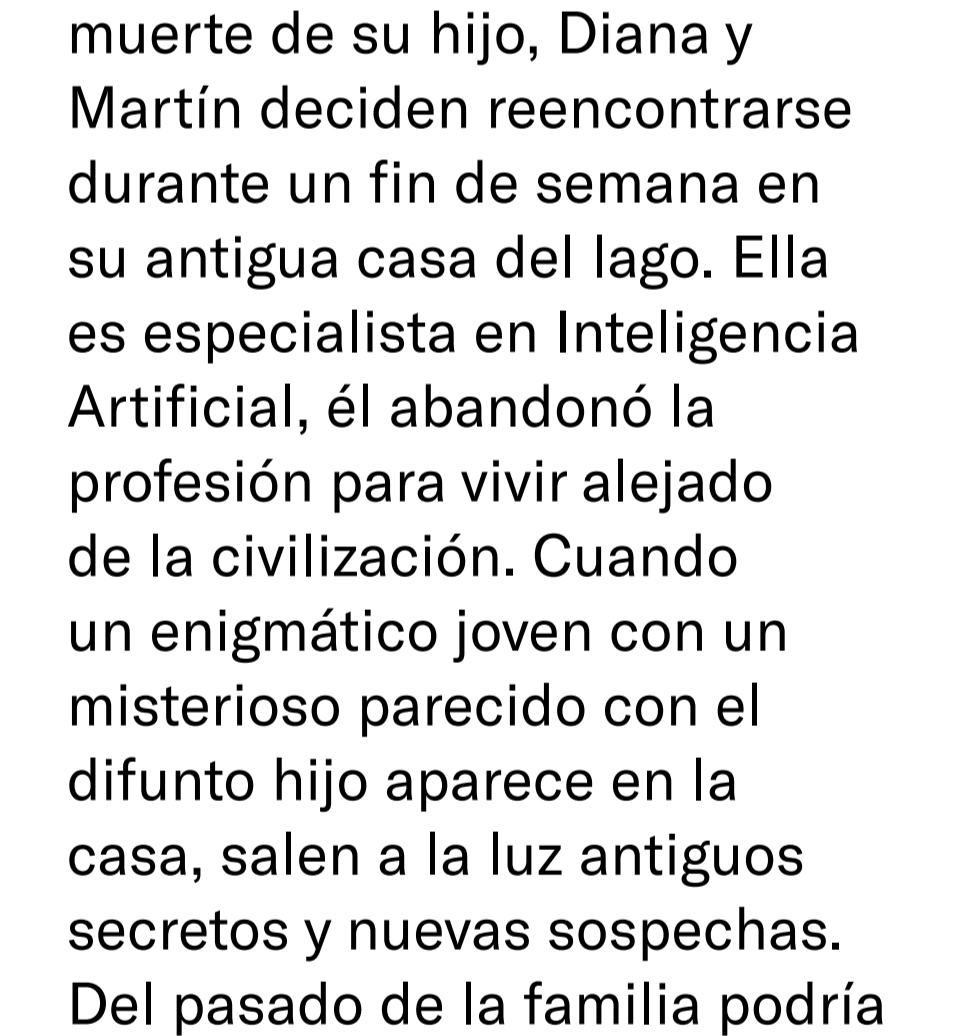 muerte de su hijo, Diana y
Martín deciden reencontrarse
durante un fin de semana en
su antigua casa del lago. Ella
es especialista en Inteligencia
Artificial, él abandonó la
profesión para vivir alejado
de la civilización. Cuando
un enigmático joven con un
misterioso parecido con el
difunto hijo aparece en la
casa, salen a la luz antiguos
secretos y nuevas sospechas.
Del pasado de la familia podría